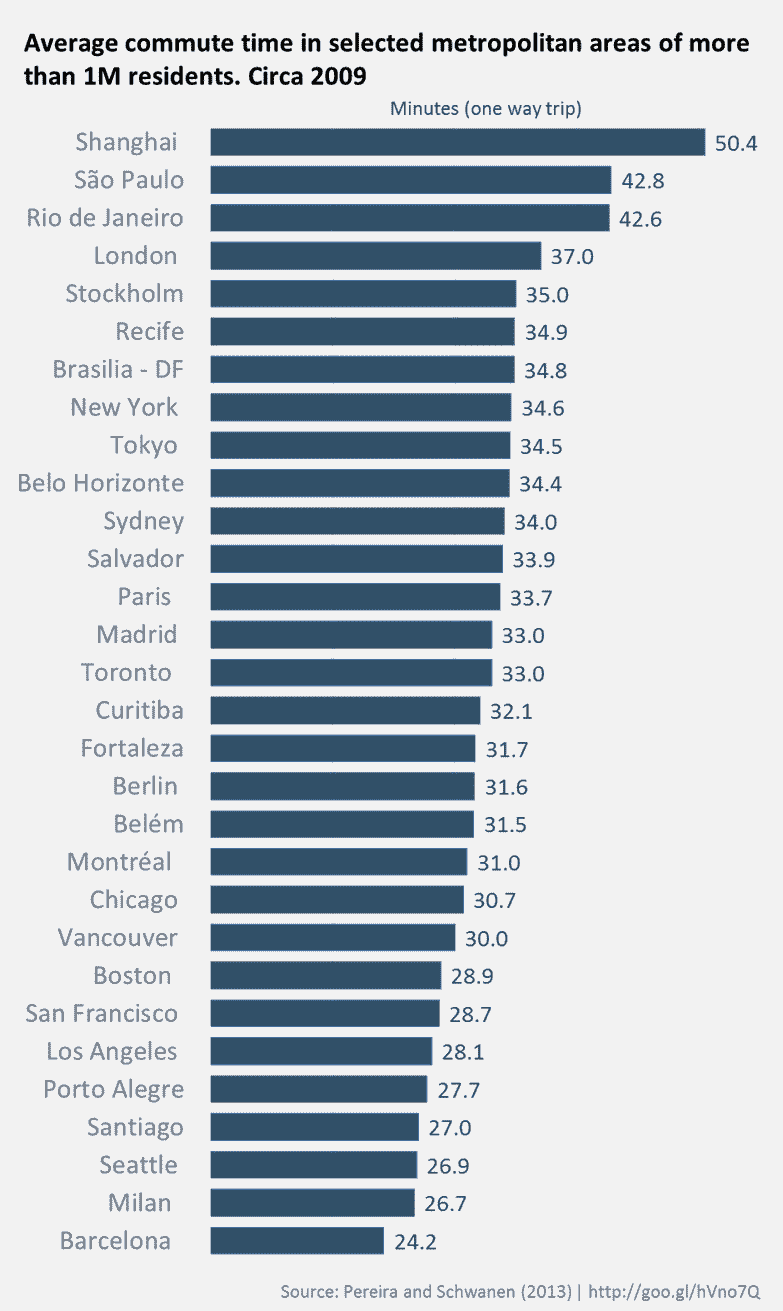 Average commute time in selected metropolitan areas of more
than 1M residents. Circa 2009
Minutes (one way trip)
Shanghai 50.4
São Paulo 42.8
Rio de Janeiro 42.6
London 37.0
Stockholm 35.0
Recife 34.9
Brasilia - DF 34.8
New York 34.6
Tokyo 34.5
Belo Horizonte 34.4
Sydney 34.0
Salvador 33.9
Paris 33.7
Madrid 33.0
Toronto 33.0
Curitiba 32.1
Fortaleza 31.7
Berlin 31.6
Belém 31.5
Montréal 31.0
Chicago 30.7
Vancouver 30.0
Boston 28.9
San Francisco 28.7
Los Angeles 28.1
Porto Alegre 27.7
Santiago 27.0
Seattle 26.9
Milan 26.7
Barcelona 24.2
Source: Pereira and Schwanen (2013) | http://goo.gl/hVno7Q